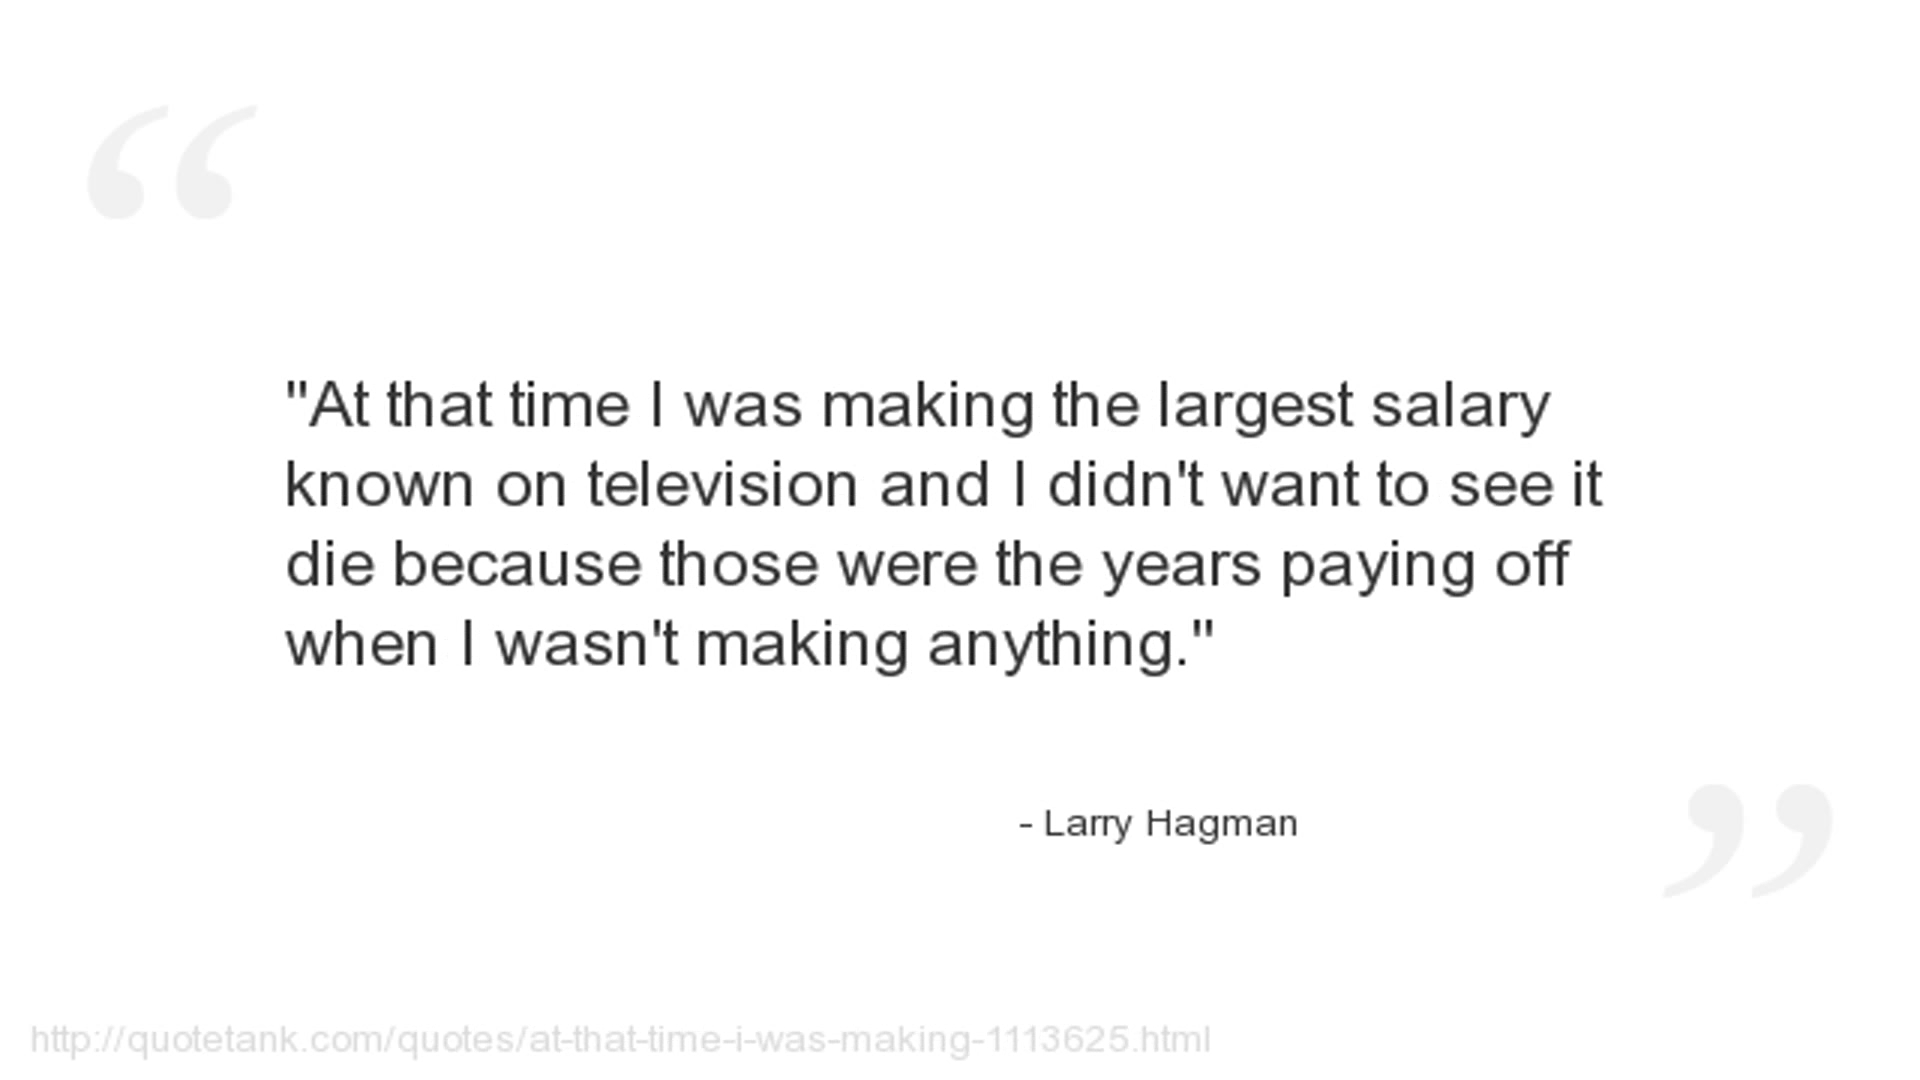 "At that time I was making the largest salary
known on television and I didn't want to see it
die because those were the years paying off
when I wasn't making anything."
- Larry Hagman
http://quotetank.com/quotes/at-that-time-i-was-making-1113625.html